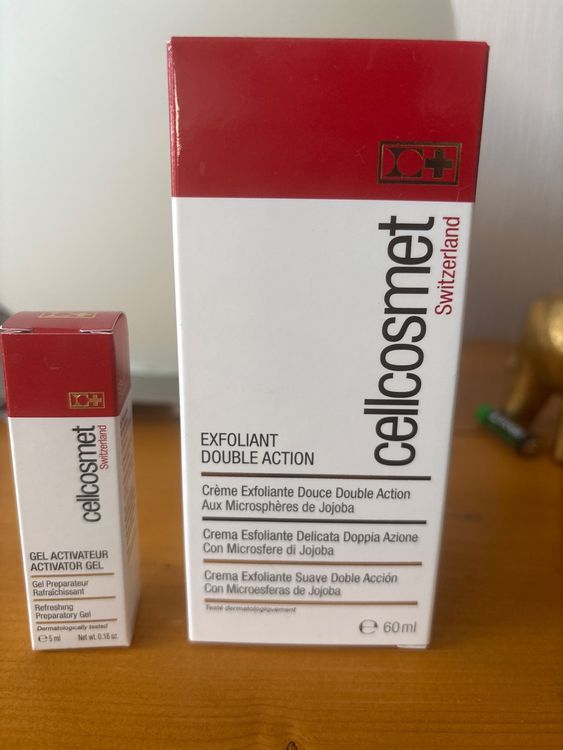 cellcosmet
Switzerland
EXFOLIANT
DOUBLE ACTION
Crème Exfoliante Douce Double Action
Aux Microsphères de Jojoba
Crema Esfoliante Delicata Doppia Azione
Con Microsfere di Jojoba
Crema Exfoliante Suave Doble Acción
Con Microesferas de Jojoba
Testé dermatologiquement
℮ 60 ml
cellcosmet
Switzerland
GEL ACTIVATEUR
ACTIVATOR GEL
Gel Preparateur
Rafraîchissant
Refreshing
Preparatory Gel
Dermatologically tested
℮ 5 ml Net wt. 0.16 oz.